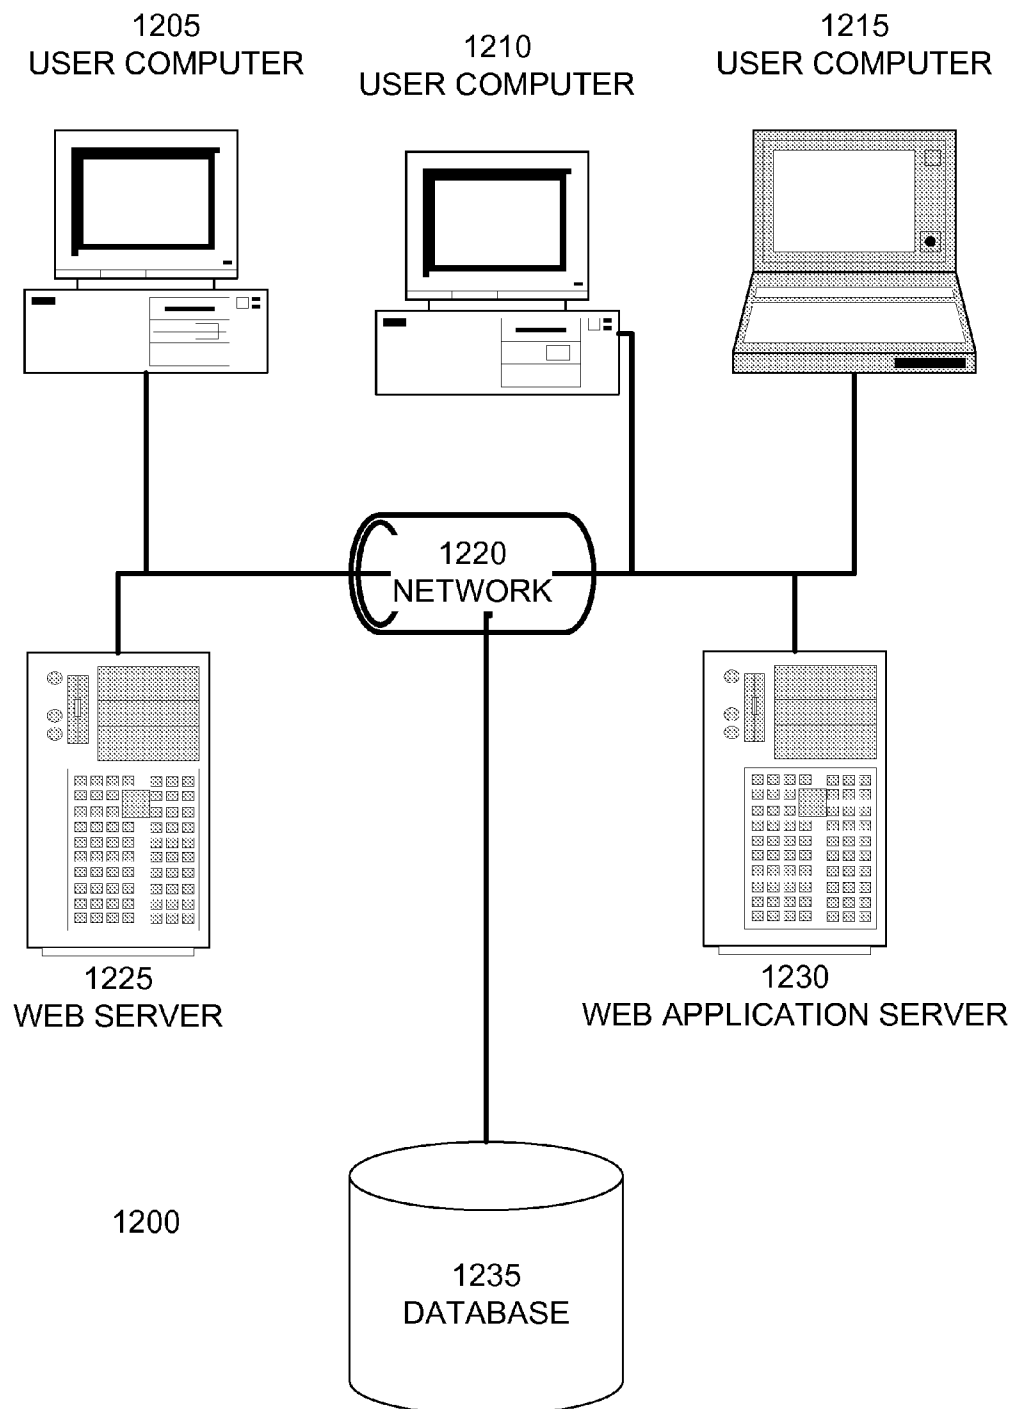 1205
USER COMPUTER
1210
USER COMPUTER
1215
USER COMPUTER
1220
NETWORK
1225
WEB SERVER
1230
WEB APPLICATION SERVER
1200
1235
DATABASE